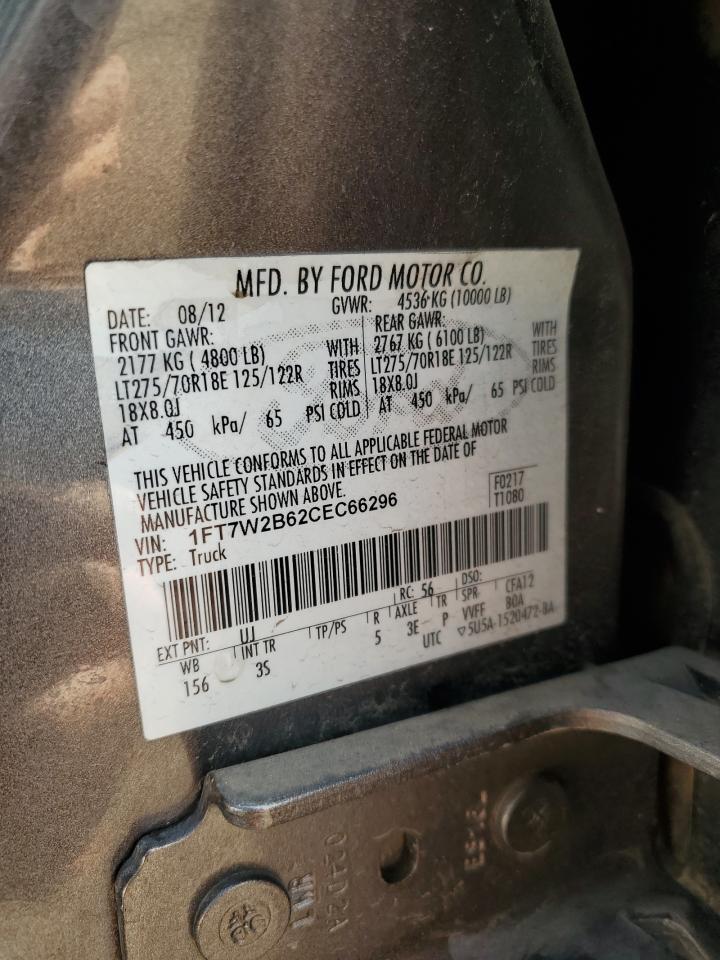 MFD. BY FORD MOTOR CO.
DATE: 08/12 GVWR: 4536 KG (10000 LB)
FRONT GAWR: REAR GAWR:
2177 KG ( 4800 LB) WITH 2767 KG ( 6100 LB) WITH
LT275/70R18E 125/122R TIRES LT275/70R18E 125/122R TIRES
18X8.0J RIMS 18X8.0J RIMS
AT 450 kPa/ 65 PSI COLD AT 450 kPa/ 65 PSI COLD
THIS VEHICLE CONFORMS TO ALL APPLICABLE FEDERAL MOTOR
VEHICLE SAFETY STANDARDS IN EFFECT ON THE DATE OF
MANUFACTURE SHOWN ABOVE.
VIN: 1FT7W2B62CEC66296 F0217
TYPE: Truck T1080
EXT PNT: UJ RC: 56 DSO:
WB INT TR TP/PS R AXLE TR SPR CFA12
156 3S 5 3E P VVFF BOA
UTC ▽5U5A-1520472-BA